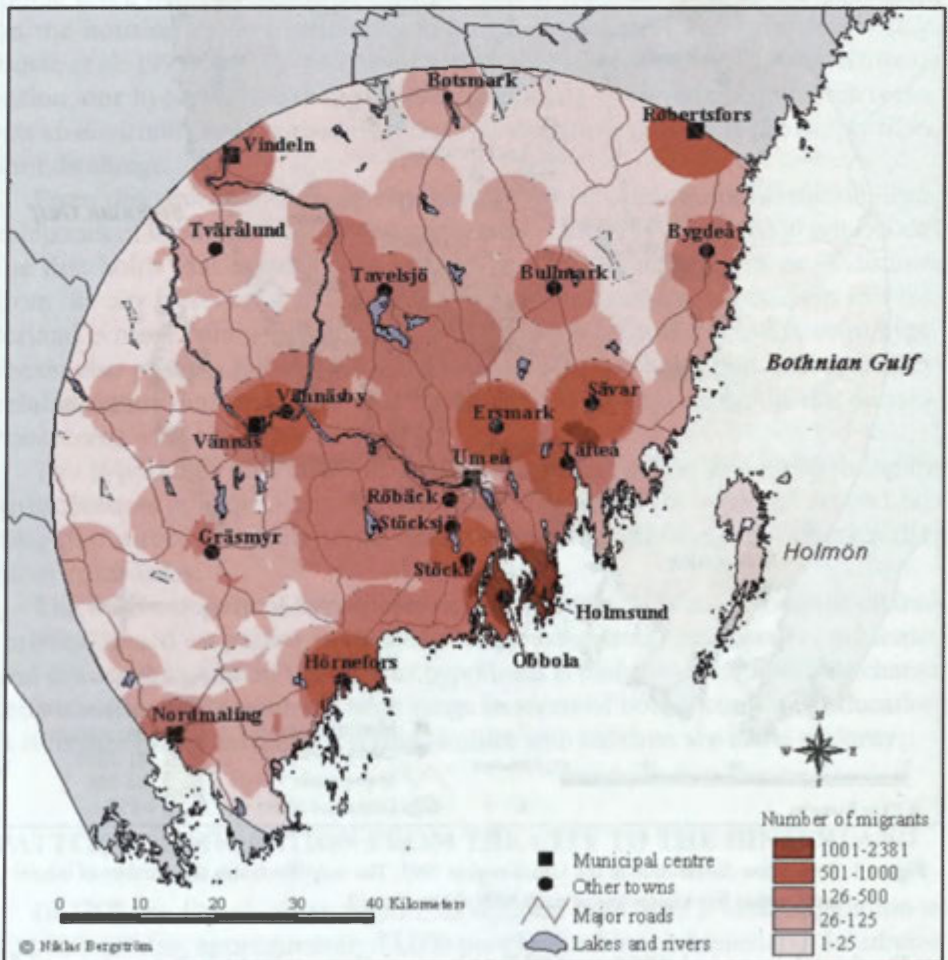 Botsmark
Robertsfors
Vindeln
Tvärålund
Bygdeå
Tavelsjö
Bullmark
Bothnian Gulf
Sävar
Vännäsby
Ersmark
Vännäs
Täfteå
Umeå
Röbäck
Stöcksjö
Gräsmyr
Holmön
Stöcke
Holmsund
Obbola
Hörnefors
Nordmaling
N
Number of migrants
1001-2381
501-1000
126-500
26-125
1-25
Municipal centre
Other towns
Major roads
Lakes and rivers
0 10 20 40 Kilometers
© Niklas Bergström